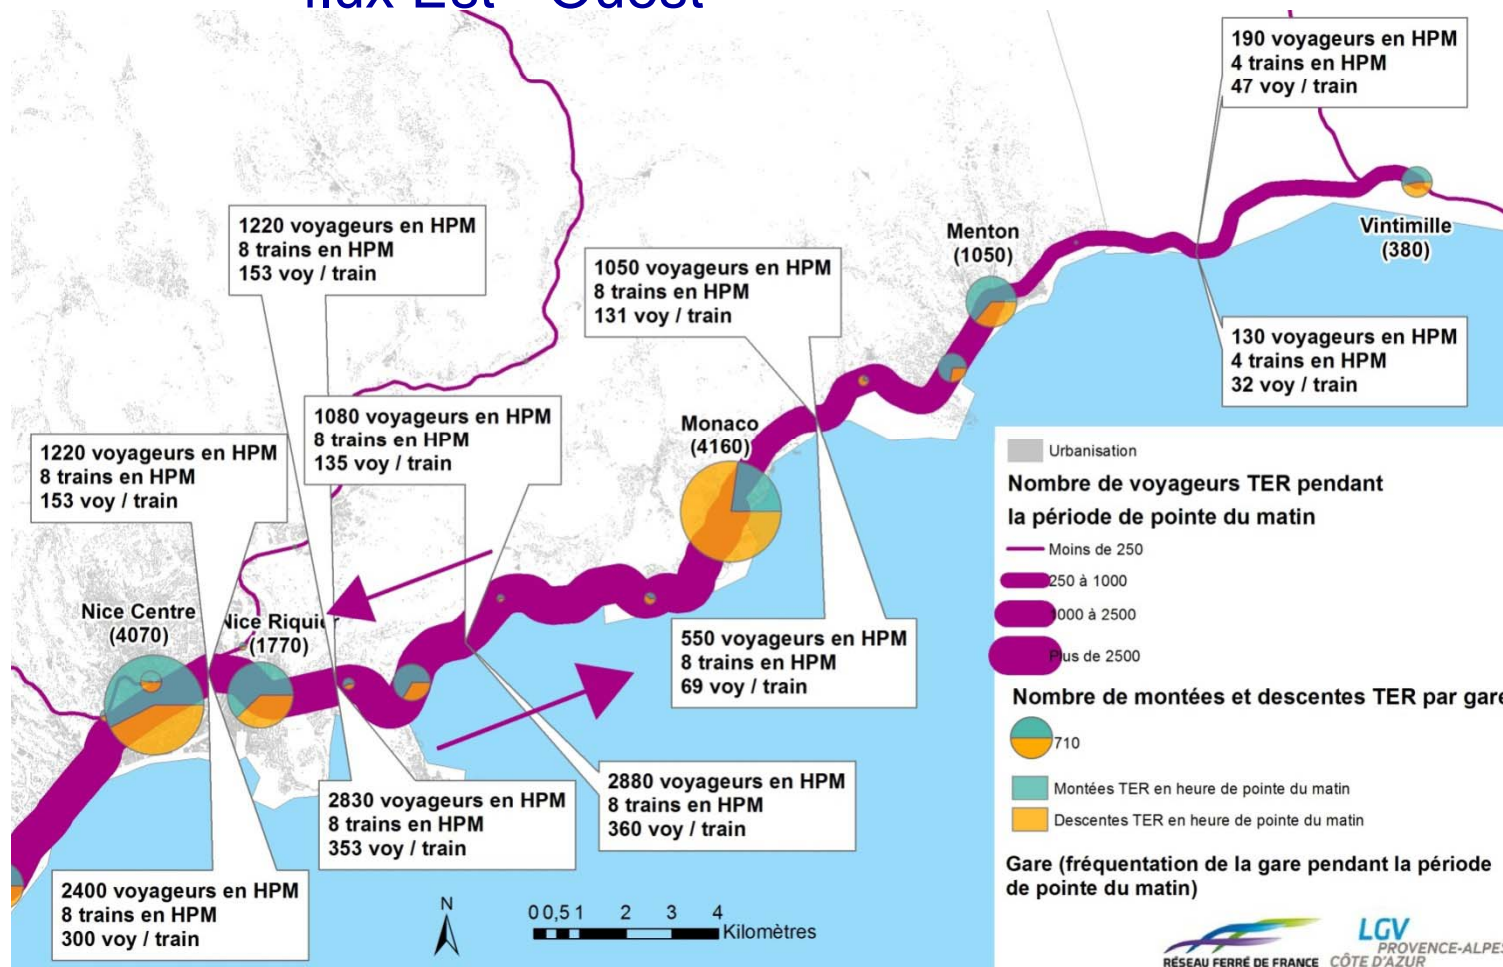 flux Est - Ouest
190 voyageurs en HPM
4 trains en HPM
47 voy / train
1220 voyageurs en HPM
8 trains en HPM
153 voy / train
Menton
(1050)
Vintimille
(380)
1050 voyageurs en HPM
8 trains en HPM
131 voy / train
130 voyageurs en HPM
4 trains en HPM
32 voy / train
1080 voyageurs en HPM
8 trains en HPM
135 voy / train
Monaco
(4160)
1220 voyageurs en HPM
8 trains en HPM
153 voy / train
Nice Centre
(4070)
Nice Riquier
(1770)
550 voyageurs en HPM
8 trains en HPM
69 voy / train
2880 voyageurs en HPM
8 trains en HPM
360 voy / train
2830 voyageurs en HPM
8 trains en HPM
353 voy / train
2400 voyageurs en HPM
8 trains en HPM
300 voy / train
N
0 0,5 1 2 3 4
Kilomètres
Urbanisation
Nombre de voyageurs TER pendant
la période de pointe du matin
Moins de 250
250 à 1000
1000 à 2500
Plus de 2500
Nombre de montées et descentes TER par gare
710
Montées TER en heure de pointe du matin
Descentes TER en heure de pointe du matin
Gare (fréquentation de la gare pendant la période
de pointe du matin)
RÉSEAU FERRÉ DE FRANCE
LGV
PROVENCE-ALPES
CÔTE D'AZUR